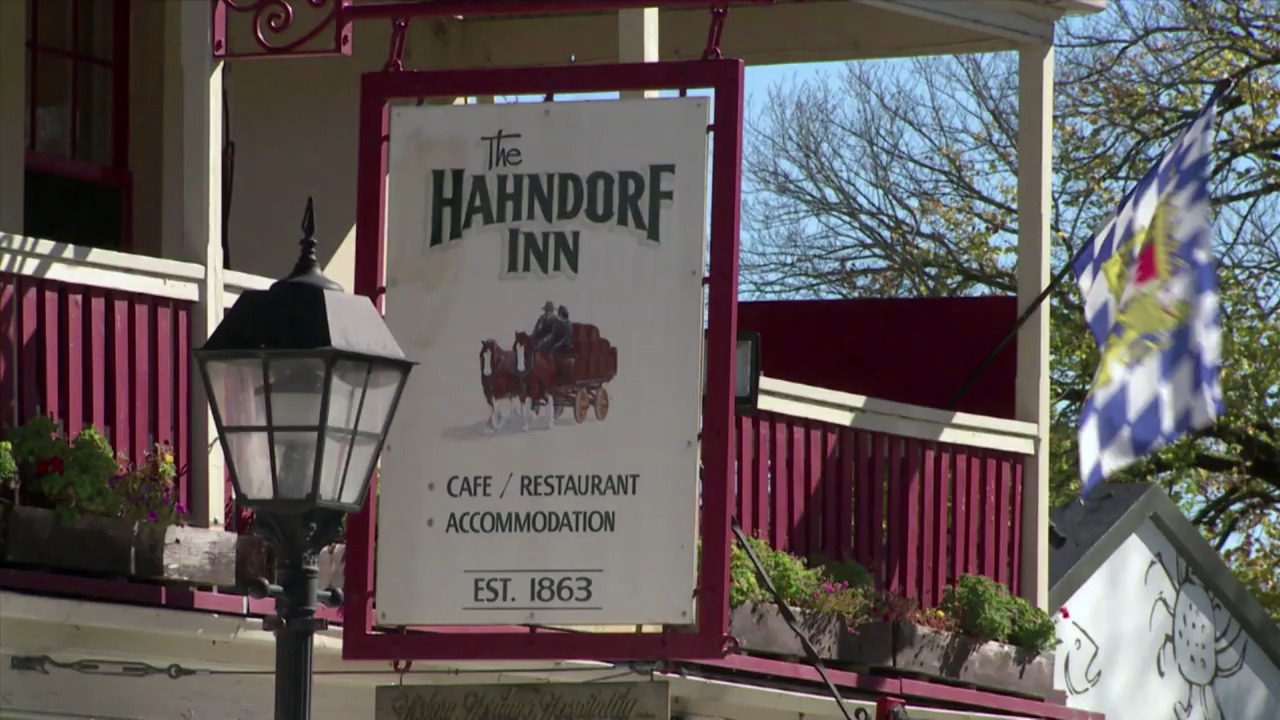 The
HAHNDORF
INN
• CAFE / RESTAURANT
• ACCOMMODATION
EST. 1863